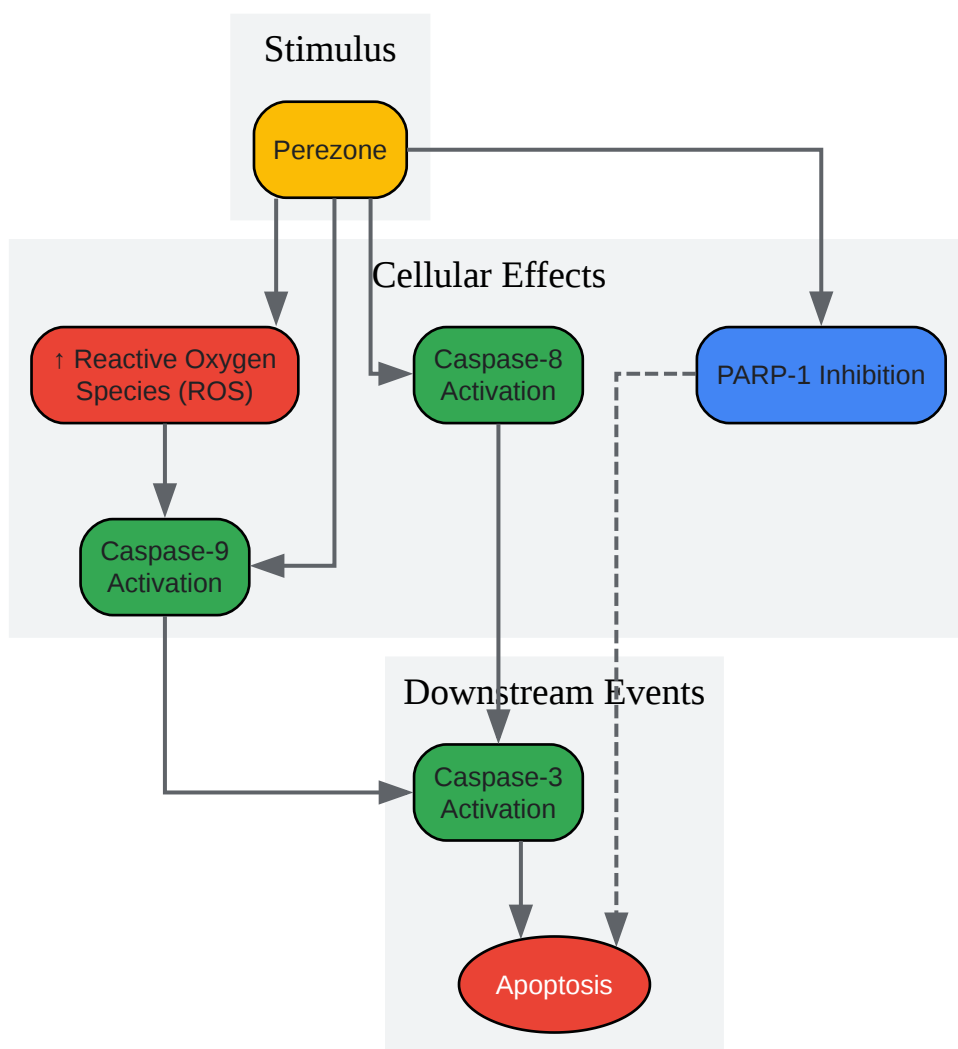 Stimulus
Perezone
Cellular Effects
↑ Reactive Oxygen
Species (ROS)
Caspase-8
Activation
PARP-1 Inhibition
Caspase-9
Activation
Downstream Events
Caspase-3
Activation
Apoptosis